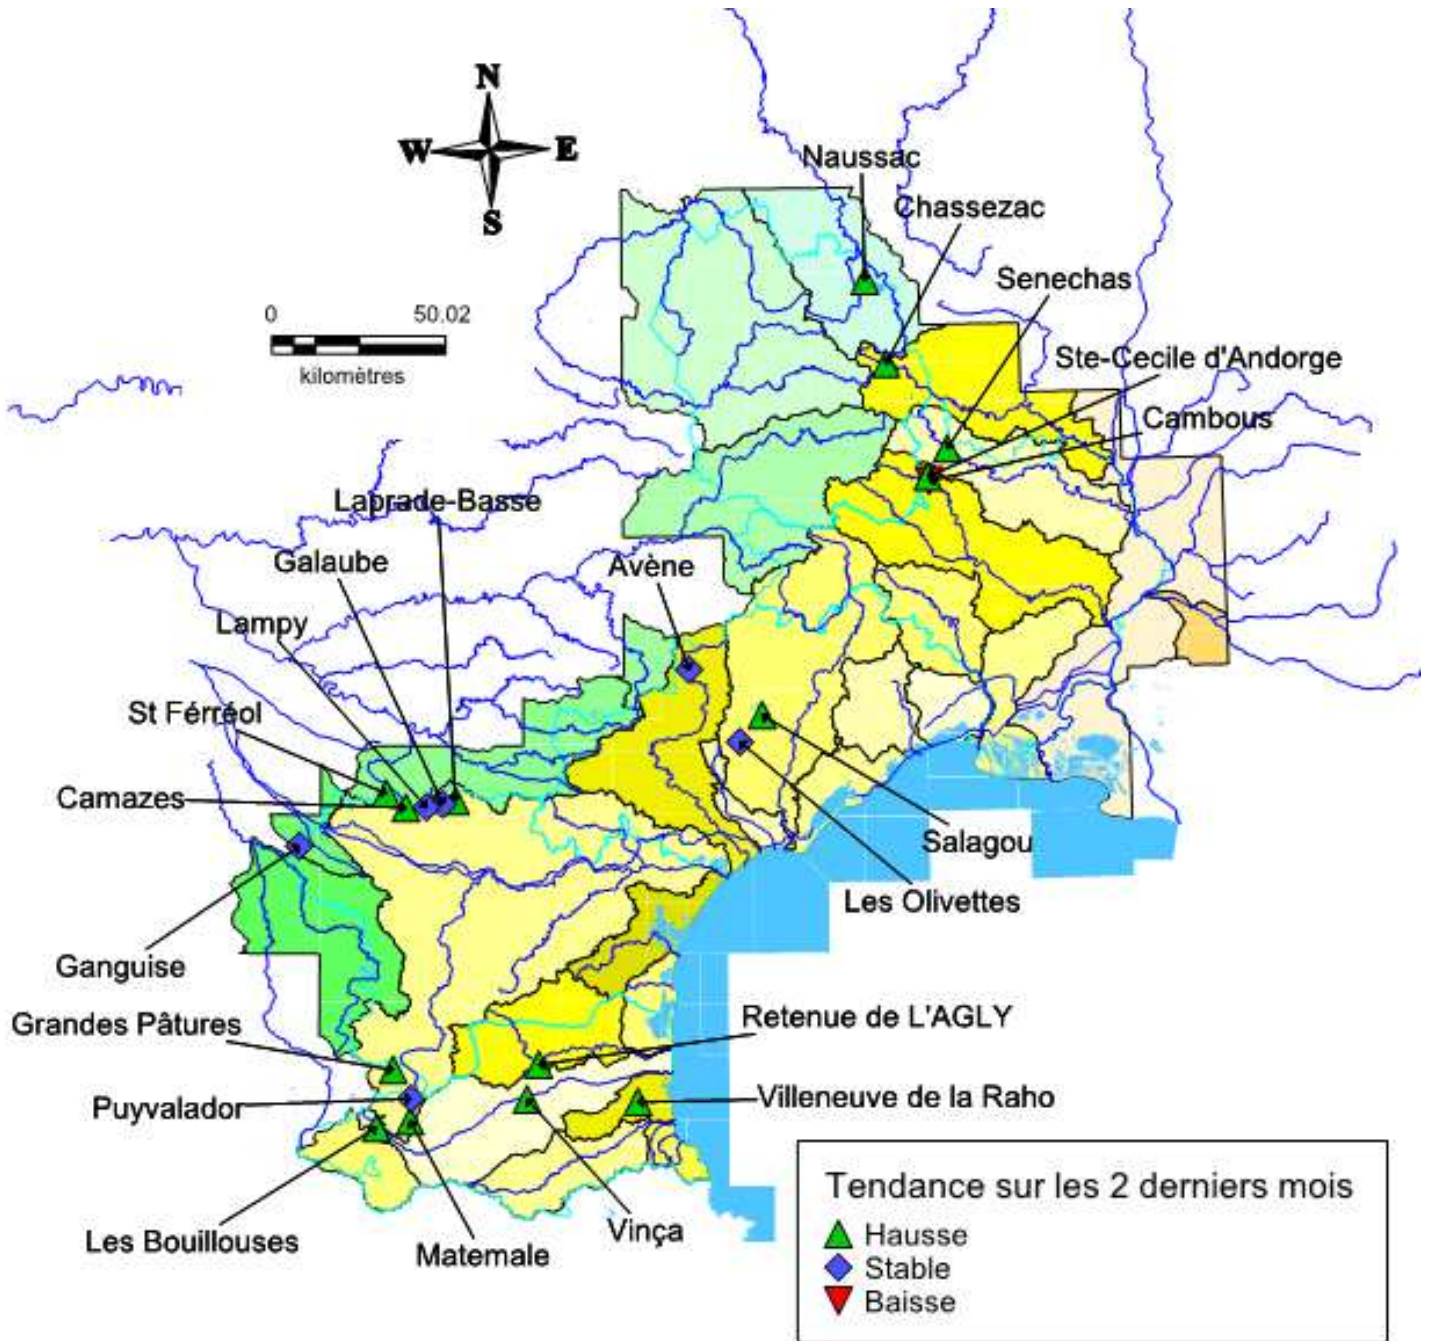 N
W E
S
Naussac
Chassezac
Senechas
0 50.02
kilomètres
Ste-Cecile d'Andorge
Cambous
Laprade-Basse
Galaube
Avène
Lampy
St Férréol
Camazes
Salagou
Les Olivettes
Ganguise
Grandes Pâtures
Retenue de L'AGLY
Puyvalador
Villeneuve de la Raho
Les Bouillouses
Matemale
Vinça
Tendance sur les 2 derniers mois
Hausse
Stable
Baisse